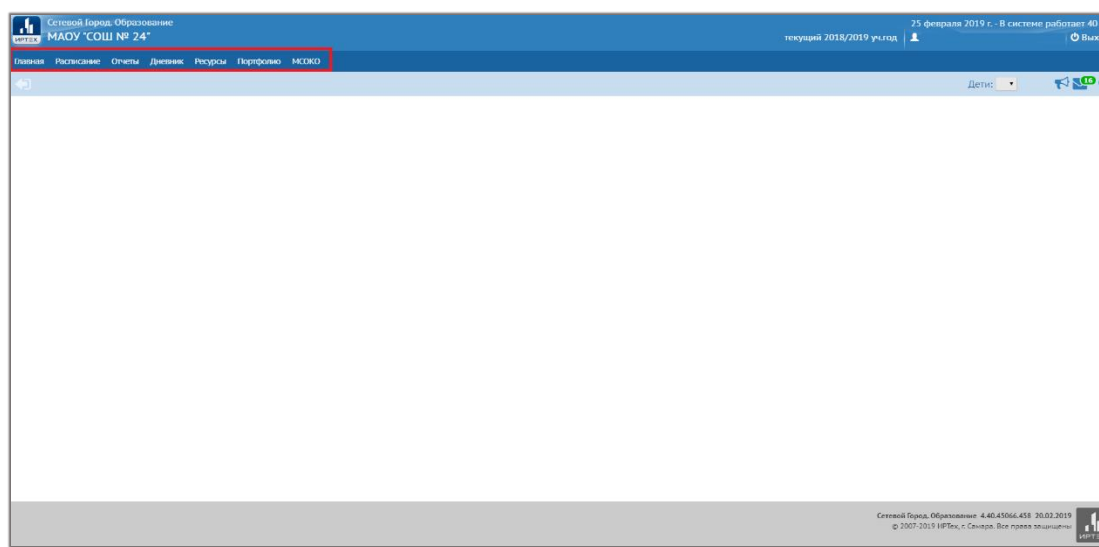 Сетевой Город. Образование
МАОУ "СОШ № 24"
ИРТЕХ
25 февраля 2019 г. - В системе работает 40
текущий 2018/2019 уч.год
Вых
Главная Расписание Отчеты Дневник Ресурсы Портфолио МСОКО
Дети:
16
Сетевой Город. Образование 4.40.45066.458 20.02.2019
© 2007-2019 ИРТех, г. Самара. Все права защищены
ИРТЕ